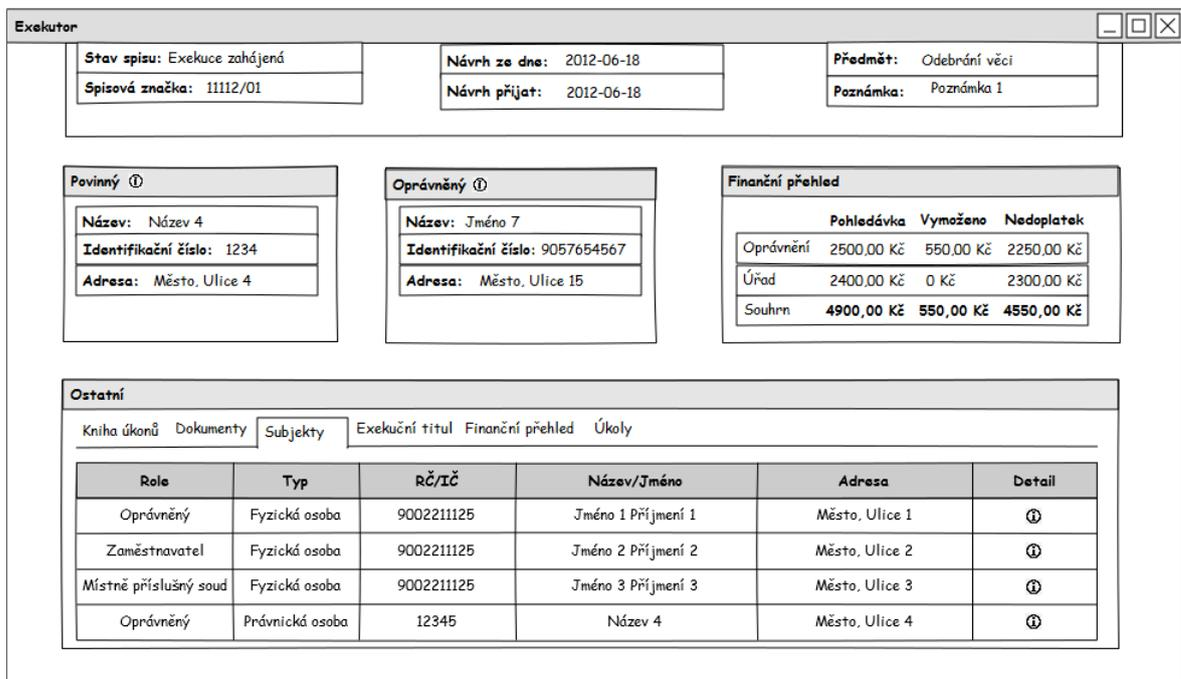 Exekutor
Stav spisu: Exekuce zahájená
Spisová značka: 11112/01
Návrh ze dne: 2012-06-18
Návrh přijat: 2012-06-18
Předmět: Odebrání věci
Poznámka: Poznámka 1
Povinný
Název: Název 4
Identifikační číslo: 1234
Adresa: Město, Ulice 4
Oprávněný
Název: Jméno 7
Identifikační číslo: 9057654567
Adresa: Město, Ulice 15
Finanční přehled
Pohledávka Vymoženo Nedoplatek
Oprávnění 2500,00 Kč 550,00 Kč 2250,00 Kč
Úřad 2400,00 Kč 0 Kč 2300,00 Kč
Souhrn 4900,00 Kč 550,00 Kč 4550,00 Kč
Ostatní
Kniha úkonů Dokumenty Subjekty Exekuční titul Finanční přehled Úkoly
Role Typ RČ/IČ Název/Jméno Adresa Detail
Oprávněný Fyzická osoba 9002211125 Jméno 1 Příjmení 1 Město, Ulice 1
Zaměstnavatel Fyzická osoba 9002211125 Jméno 2 Příjmení 2 Město, Ulice 2
Místně příslušný soud Fyzická osoba 9002211125 Jméno 3 Příjmení 3 Město, Ulice 3
Oprávněný Právnická osoba 12345 Název 4 Město, Ulice 4